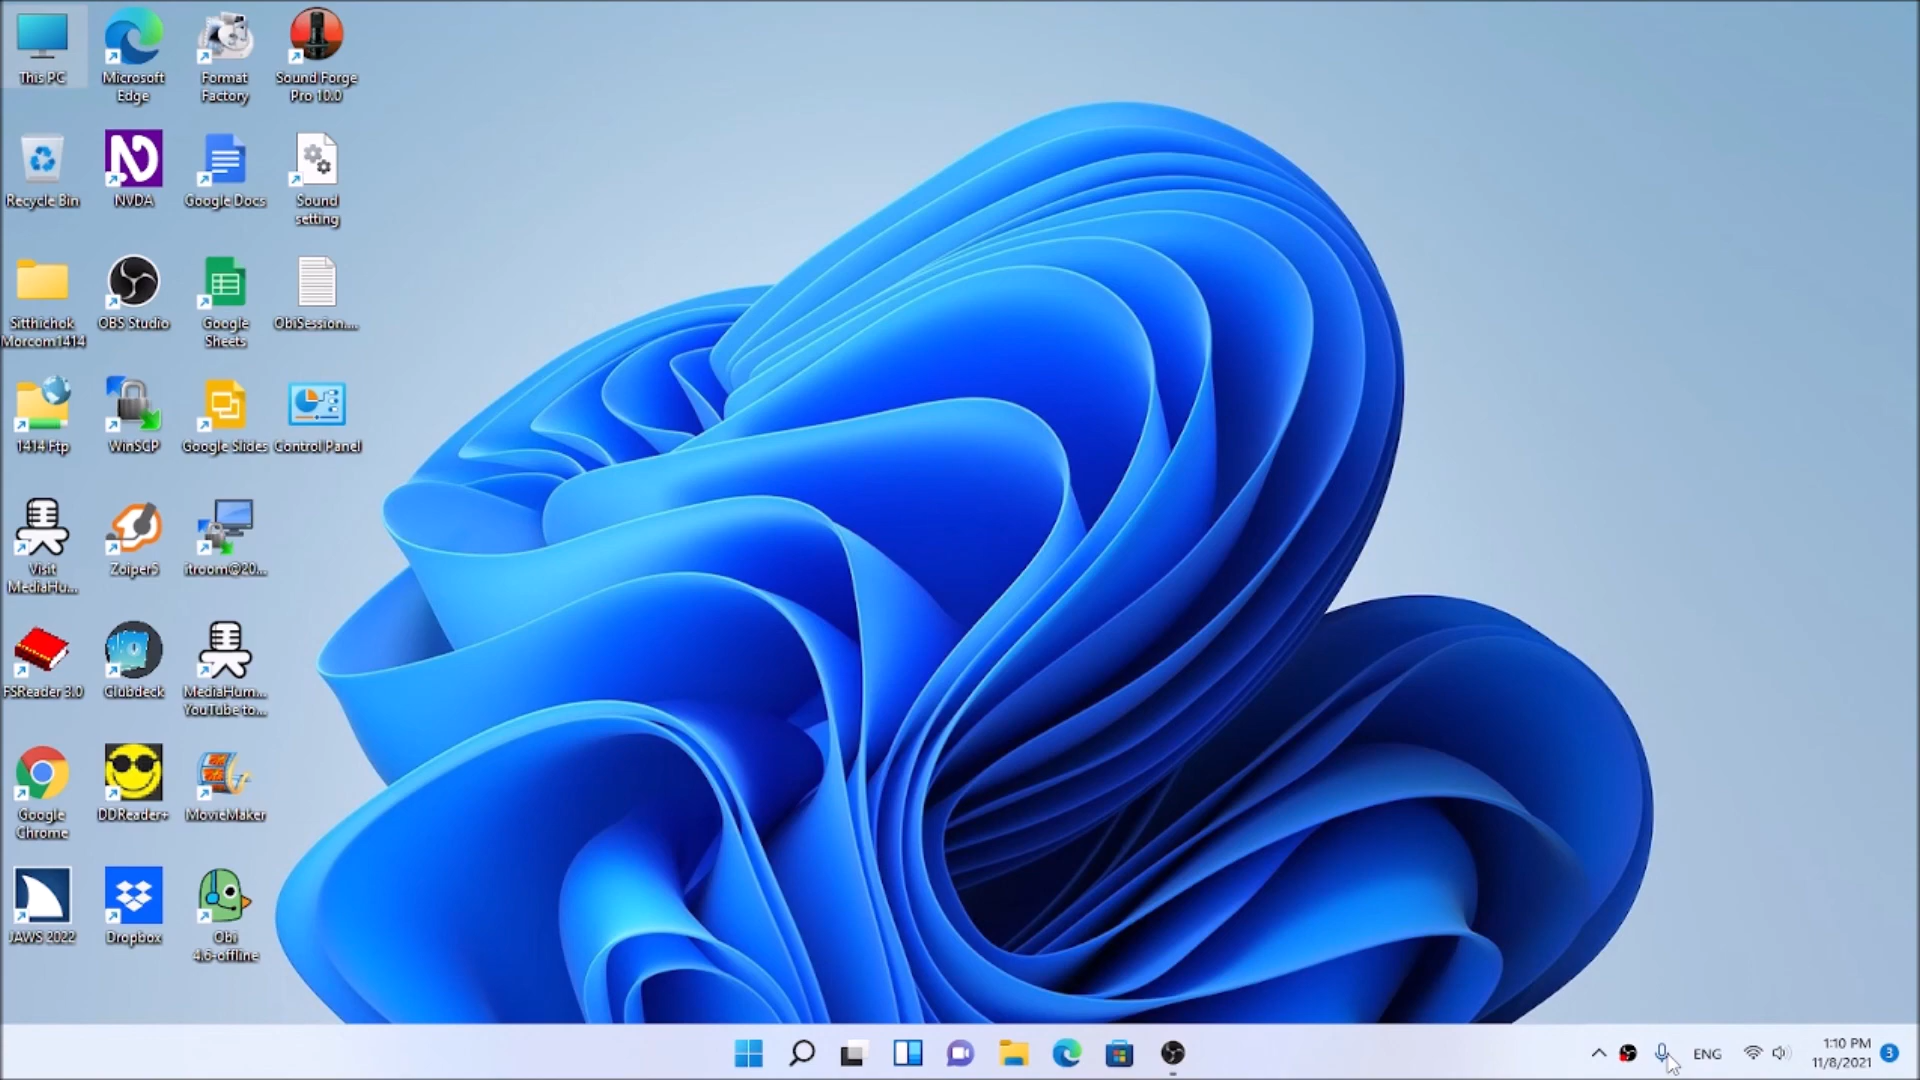 This PC
Microsoft
Edge
Format
Factory
Sound Forge
Pro 10.0
Recycle Bin
NVDA
Google Docs
Sound
setting
Sitthichok
Morcom1414
OBS Studio
Google
Sheets
ObiSession....
1414 Ftp
WinSCP
Google Slides
Control Panel
Visit
MediaHu...
Zoiper5
itroom@20...
FSReader 3.0
Clubdeck
MediaHum...
YouTube to...
Google
Chrome
DDReader+
MovieMaker
JAWS 2022
Dropbox
Obi
4.6-offline
ENG
1:10 PM
11/8/2021
3